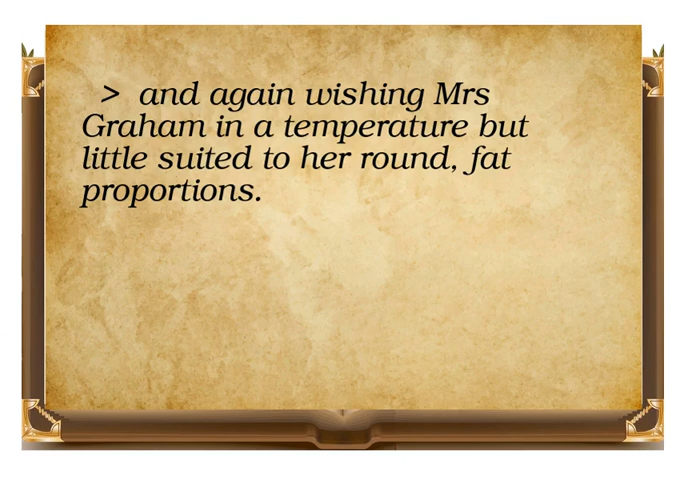 > and again wishing Mrs
Graham in a temperature but
little suited to her round, fat
proportions.